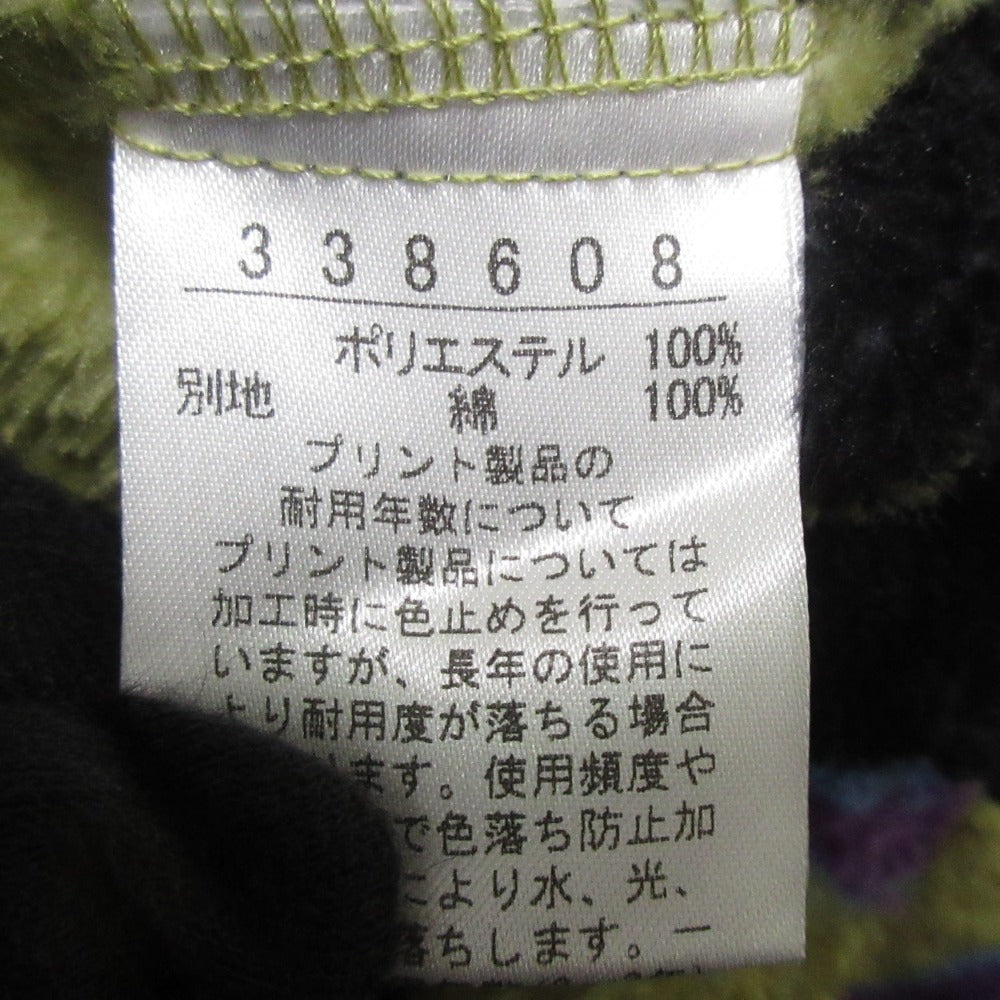 338608
ポリエステル 100%
別地 綿 100%
プリント製品の
耐用年数について
プリント製品については
加工時に色止めを行って
いますが、長年の使用に
より耐用度が落ちる場合
ます。使用頻度や
で色落ち防止加
により水、光、
落ちします。一